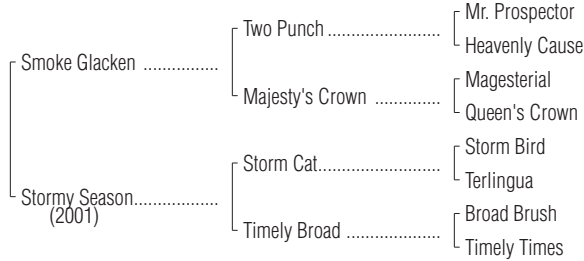 Mr. Prospector
Two Punch ....................
Heavenly Cause
Smoke Glacken ..............
Magesterial
Majesty's Crown ............
Queen's Crown
Storm Bird
Storm Cat......................
Terlingua
Stormy Season...............
(2001)
Broad Brush
Timely Broad .................
Timely Times